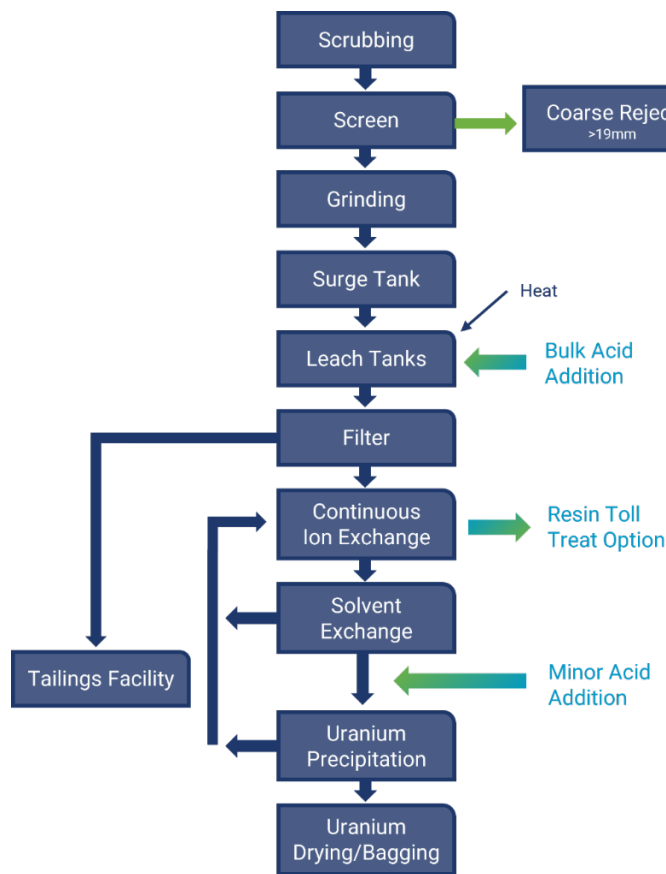 Scrubbing
Screen
Coarse Rejec
>19mm
Grinding
Surge Tank
Heat
Leach Tanks
Bulk Acid
Addition
Filter
Continuous
Ion Exchange
Resin Toll
Treat Option
Solvent
Exchange
Tailings Facility
Minor Acid
Addition
Uranium
Precipitation
Uranium
Drying/Bagging